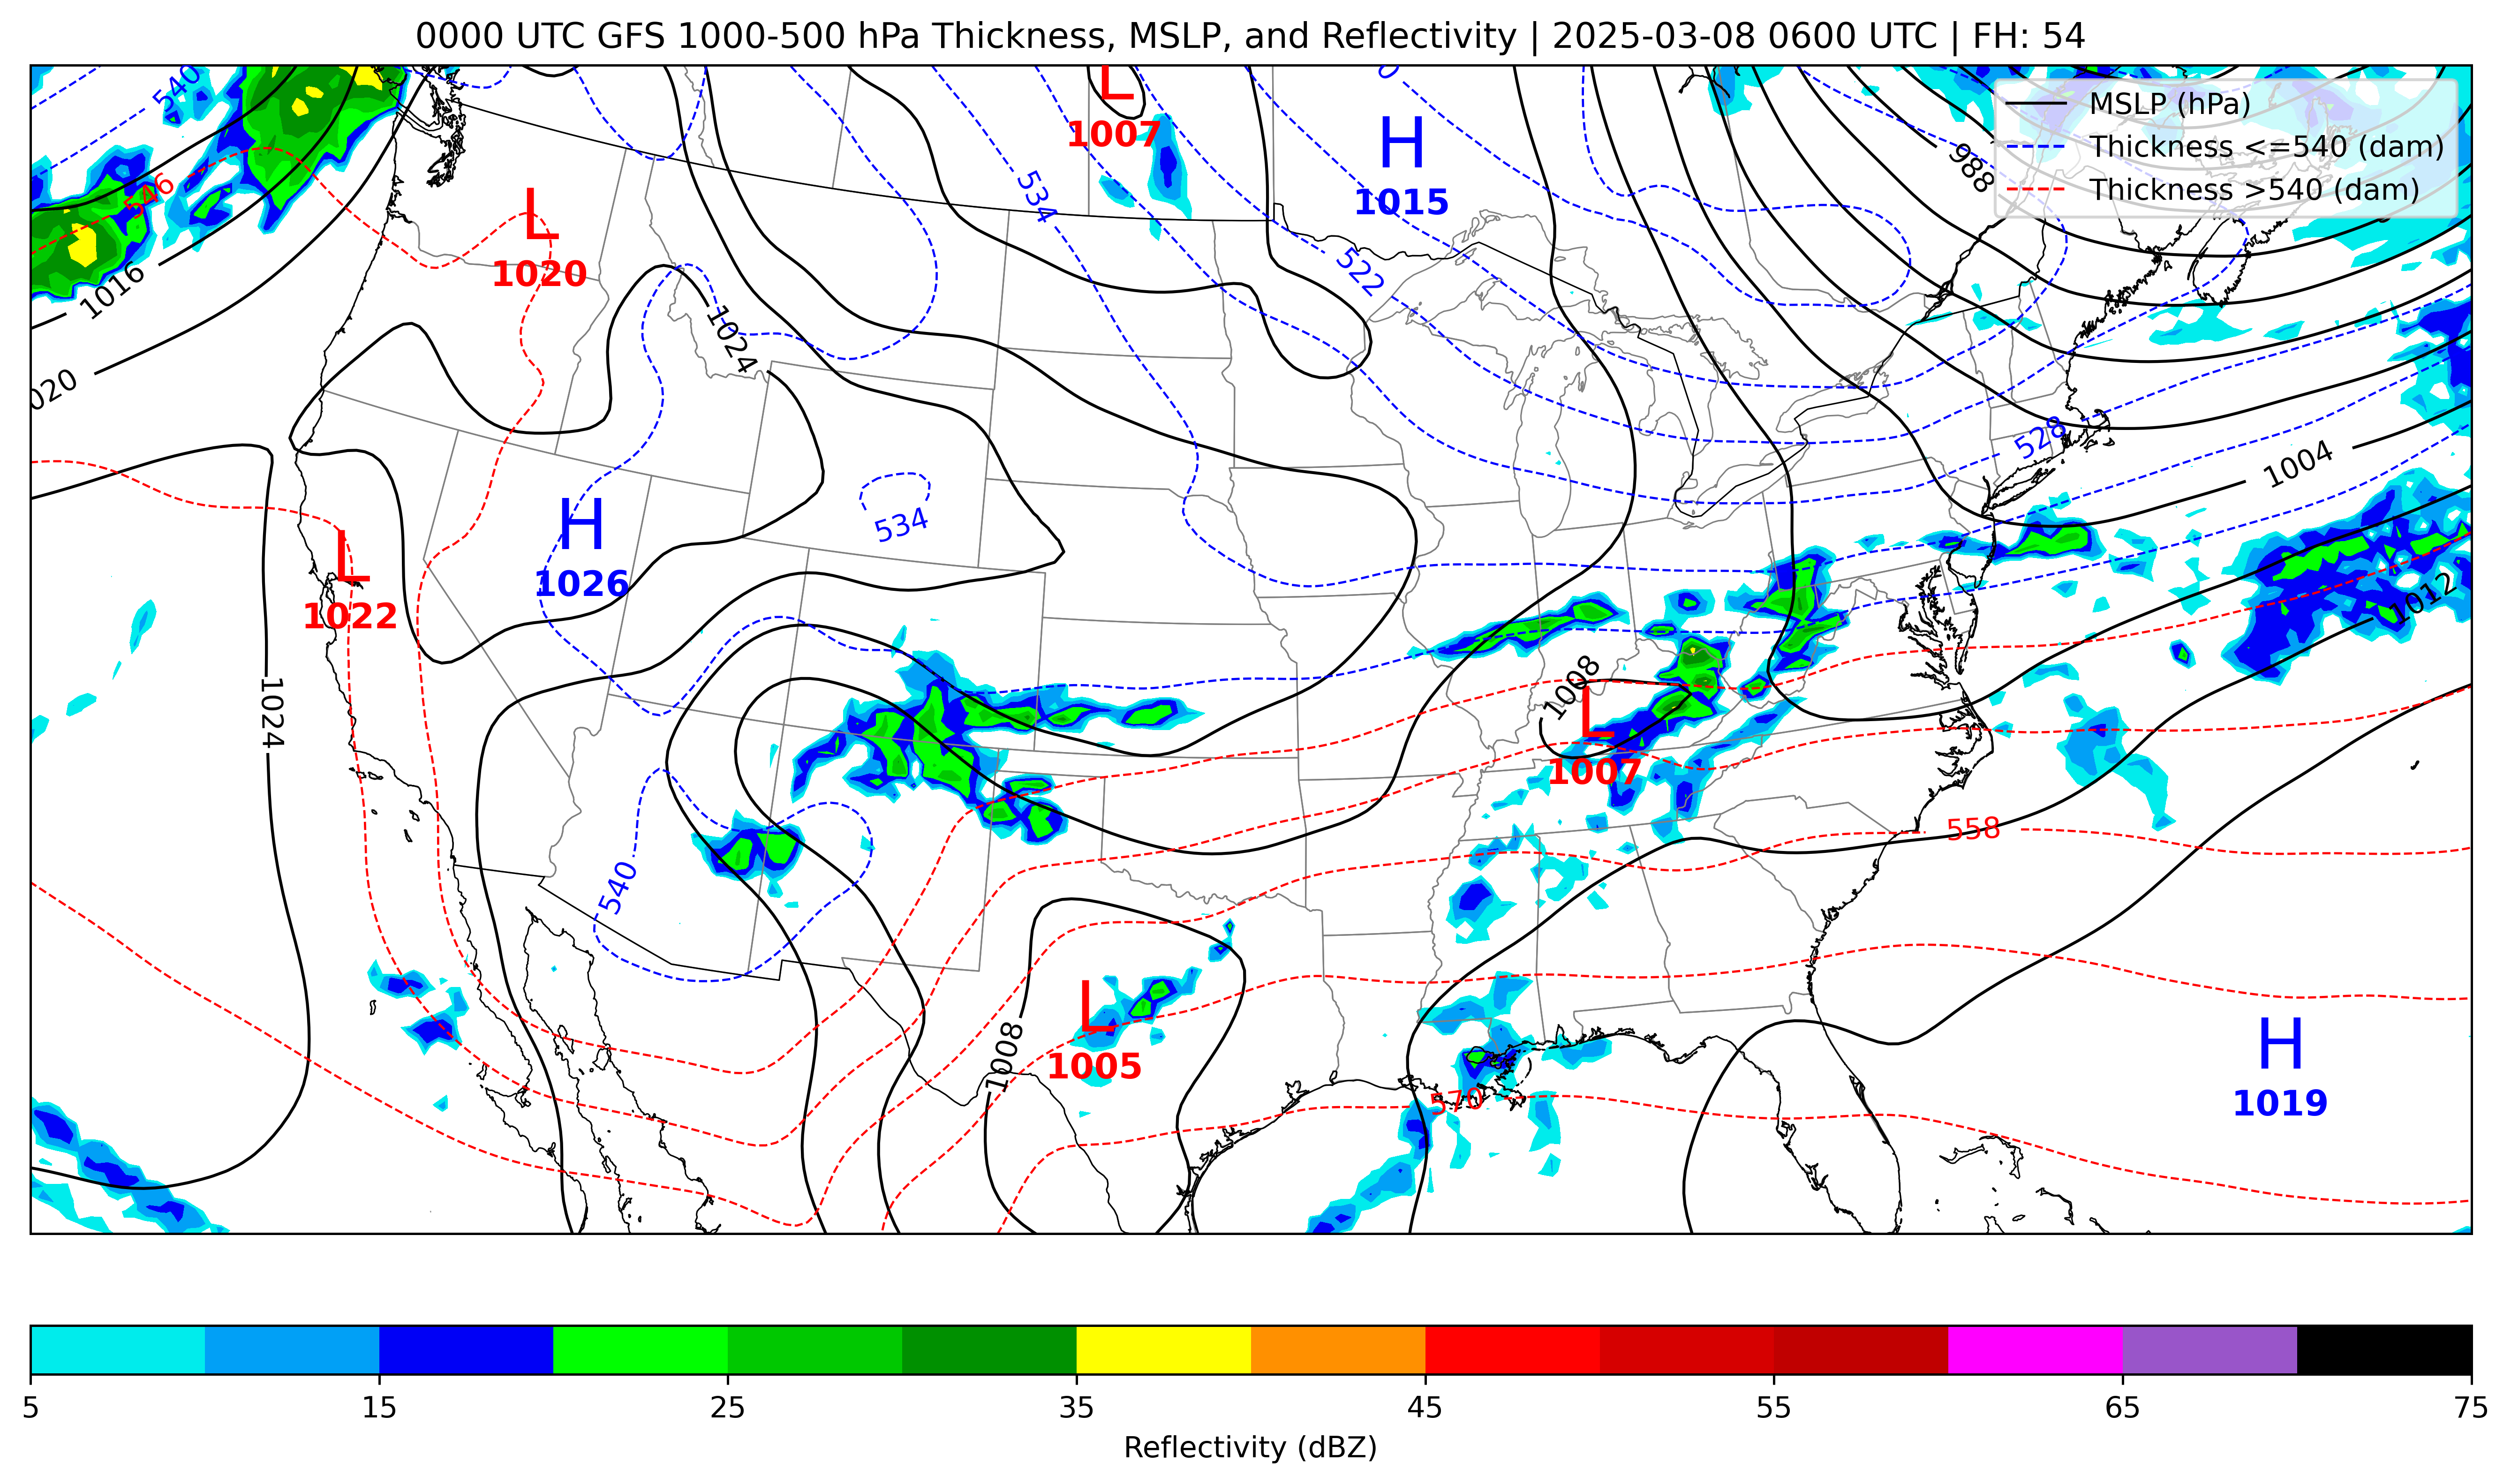 0000 UTC GFS 1000-500 hPa Thickness, MSLP, and Reflectivity | 2025-03-08 0600 UTC | FH: 54
MSLP (hPa)
Thickness <=540 (dam)
Thickness >540 (dam)
540
0
L
1007
H
1015
988
546
534
L
1020
522
1016
1024
020
528
1004
534
H
1026
L
1022
1012
1008
L
1007
1024
558
540
L
1005
1008
570
H
1019
5
15
25
35
45
55
65
75
Reflectivity (dBZ)